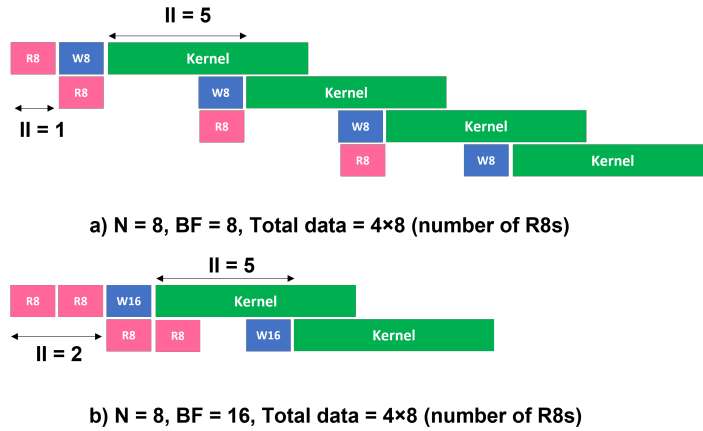 II = 5
R8 W8 Kernel
R8 W8 Kernel
II = 1
R8 W8 Kernel
R8 W8 Kernel
a) N = 8, BF = 8, Total data = 4×8 (number of R8s)
II = 5
R8 R8 W16 Kernel
R8 R8 W16 Kernel
II = 2
b) N = 8, BF = 16, Total data = 4×8 (number of R8s)